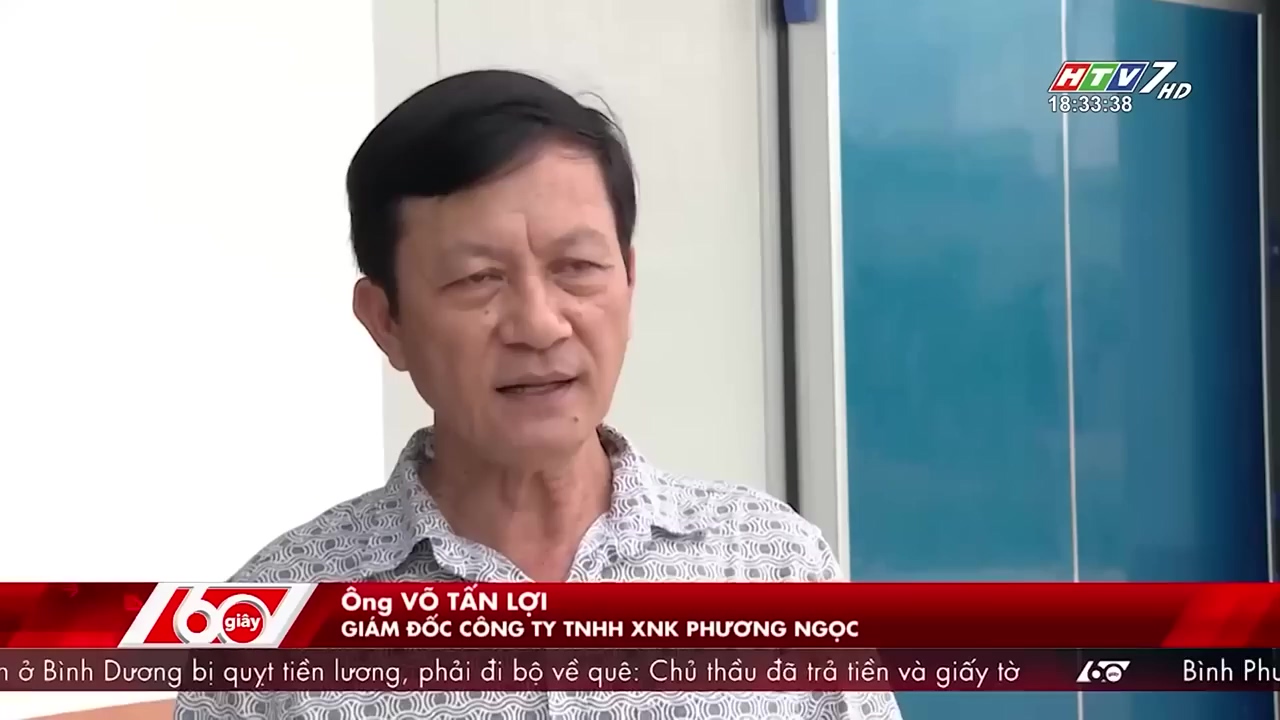 HTV7 HD
18:33:38
60 giây
Ông VÕ TẤN LỢI
GIÁM ĐỐC CÔNG TY TNHH XNK PHƯƠNG NGỌC
ở Bình Dương bị quỵt tiền lương, phải đi bộ về quê: Chủ thầu đã trả tiền và giấy tờ 60 Bình